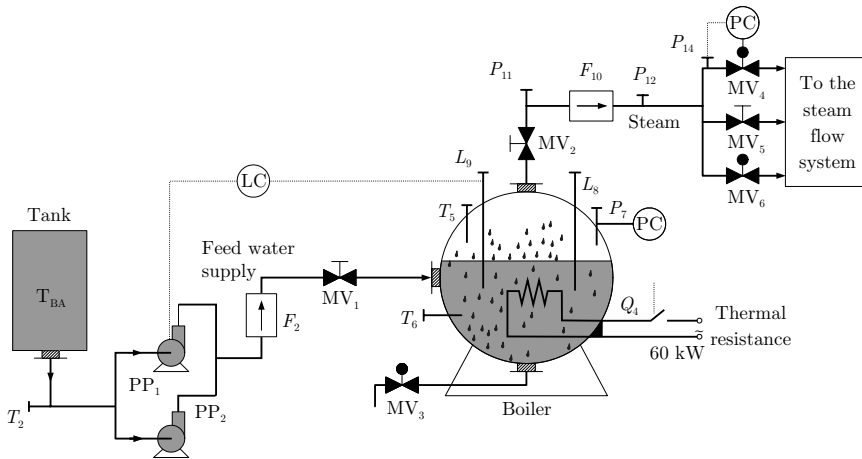 PC
P₁₄
P₁₁
F₁₀
P₁₂
MV₄
To the
steam
flow
system
Steam
MV₂
MV₅
L₉
L₈
LC
MV₆
T₅
P₇
PC
Tank
Feed water
supply
T_BA
MV₁
F₂
T₆
Q₄
Thermal
resistance
≈
60 kW
PP₁
PP₂
T₂
MV₃
Boiler